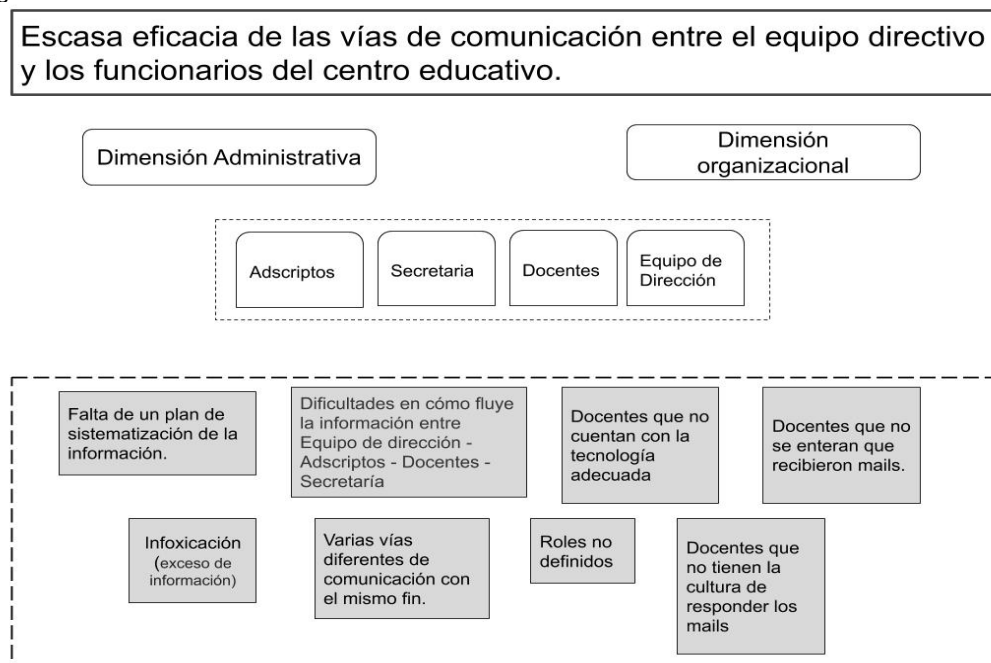 Escasa eficacia de las vías de comunicación entre el equipo directivo
y los funcionarios del centro educativo.
Dimensión Administrativa
Dimensión
organizacional
Adscriptos
Secretaria
Docentes
Equipo de
Dirección
Falta de un plan de
sistematización de la
información.
Dificultades en cómo fluye
la información entre
Equipo de dirección -
Adscriptos - Docentes -
Secretaría
Docentes que no
cuentan con la
tecnología
adecuada
Docentes que no
se enteran que
recibieron mails.
Infoxicación
(exceso de
información)
Varias vías
diferentes de
comunicación con
el mismo fin.
Roles no
definidos
Docentes que
no tienen la
cultura de
responder los
mails